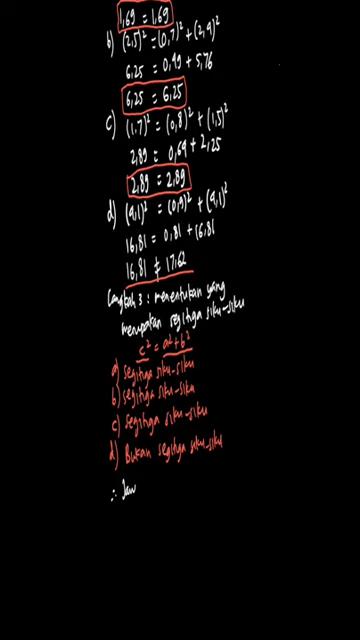 1,69 = 1,69
b) (2,5)² = (0,7)² + (2,4)²
6,25 = 0,49 + 5,76
6,25 = 6,25
c) (1,7)² = (0,8)² + (1,5)²
2,89 = 0,64 + 2,25
2,89 = 2,89
d) (4,1)² = (0,9)² + (4,1)²
16,81 = 0,81 + 16,81
16,81 ≠ 17,62
Langkah 3 : menentukan yang
merupakan segitiga siku-siku
c² = a² + b²
a) segitiga siku-siku
b) segitiga siku-siku
c) segitiga siku-siku
d) Bukan segitiga siku-siku
∴ Jaw